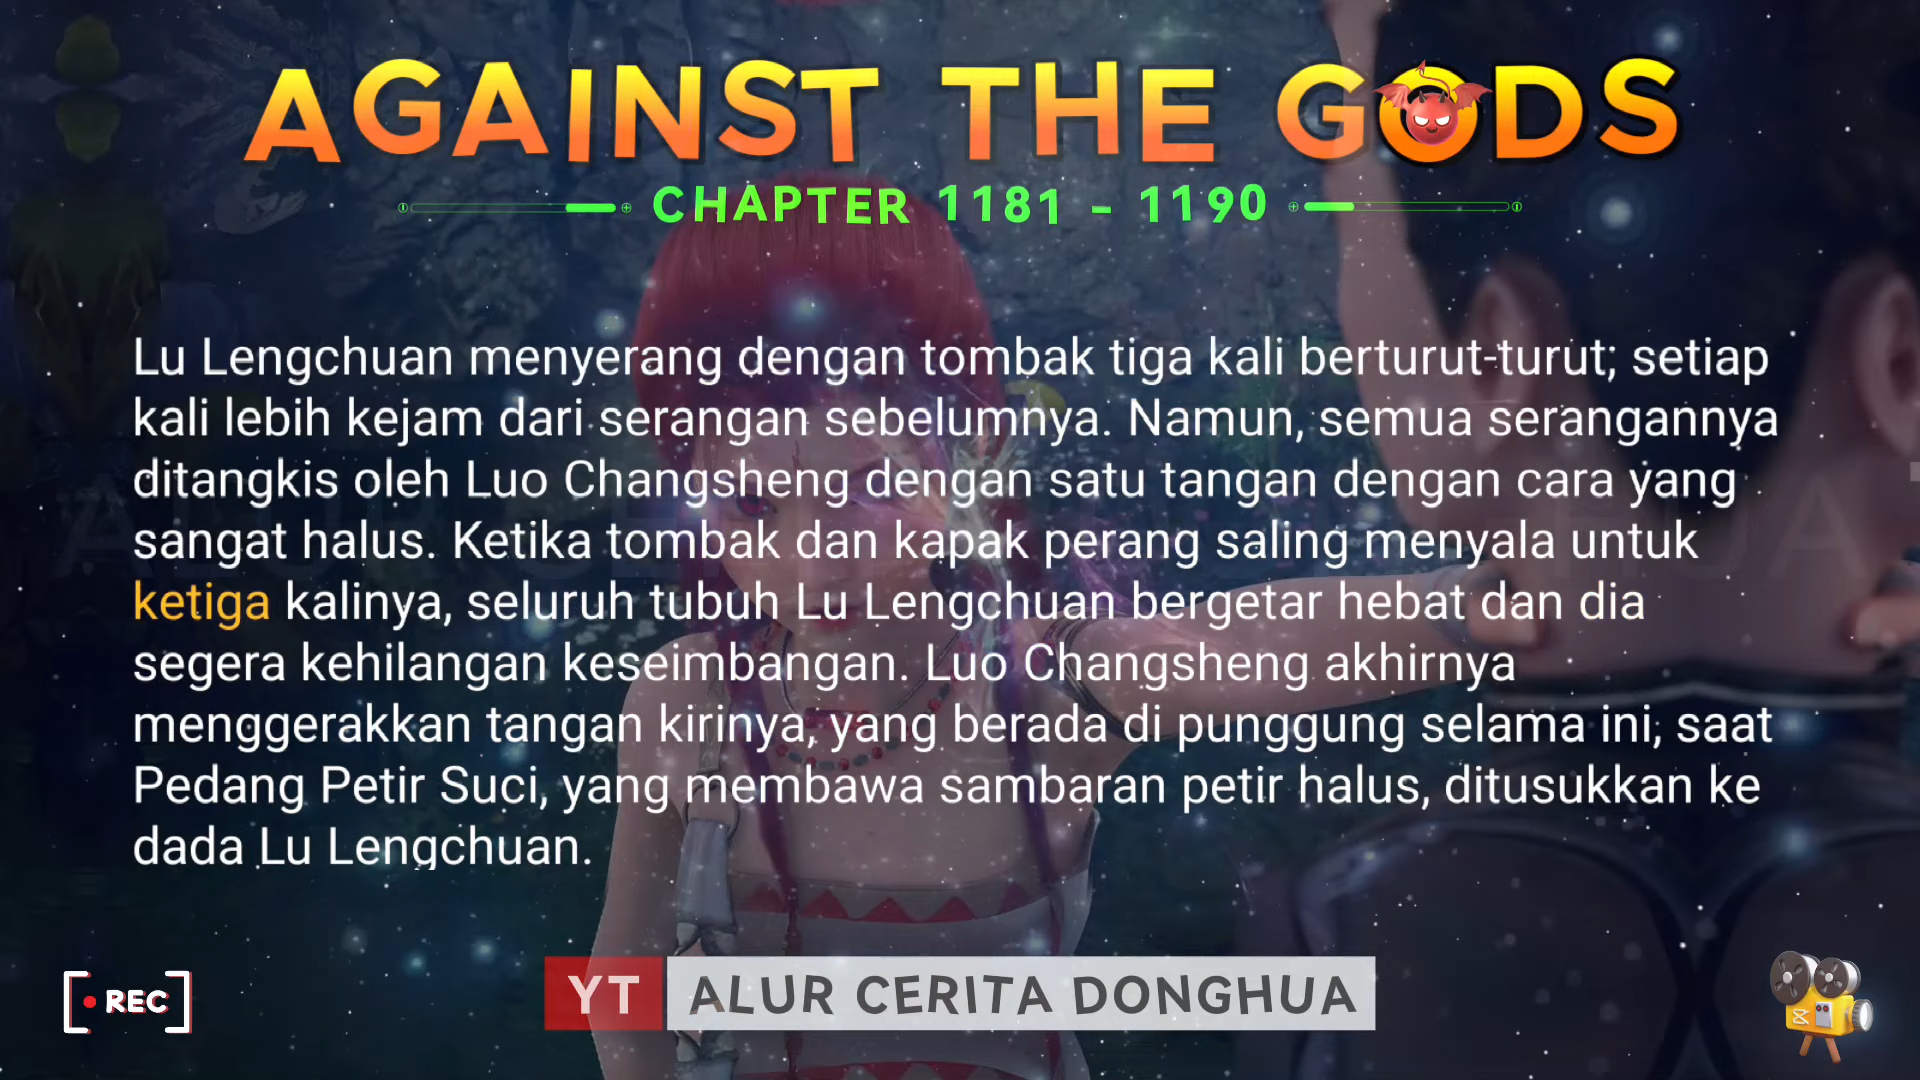 AGAINST THE GODS
CHAPTER 1181 - 1190
Lu Lengchuan menyerang dengan tombak tiga kali berturut-turut; setiap
kali lebih kejam dari serangan sebelumnya. Namun, semua serangannya
ditangkis oleh Luo Changsheng dengan satu tangan dengan cara yang
sangat halus. Ketika tombak dan kapak perang saling menyala untuk
ketiga kalinya, seluruh tubuh Lu Lengchuan bergetar hebat dan dia
segera kehilangan keseimbangan. Luo Changsheng akhirnya
menggerakkan tangan kirinya, yang berada di punggung selama ini, saat
Pedang Petir Suci, yang membawa sambaran petir halus, ditusukkan ke
dada Lu Lengchuan.
REC
YT ALUR CERITA DONGHUA